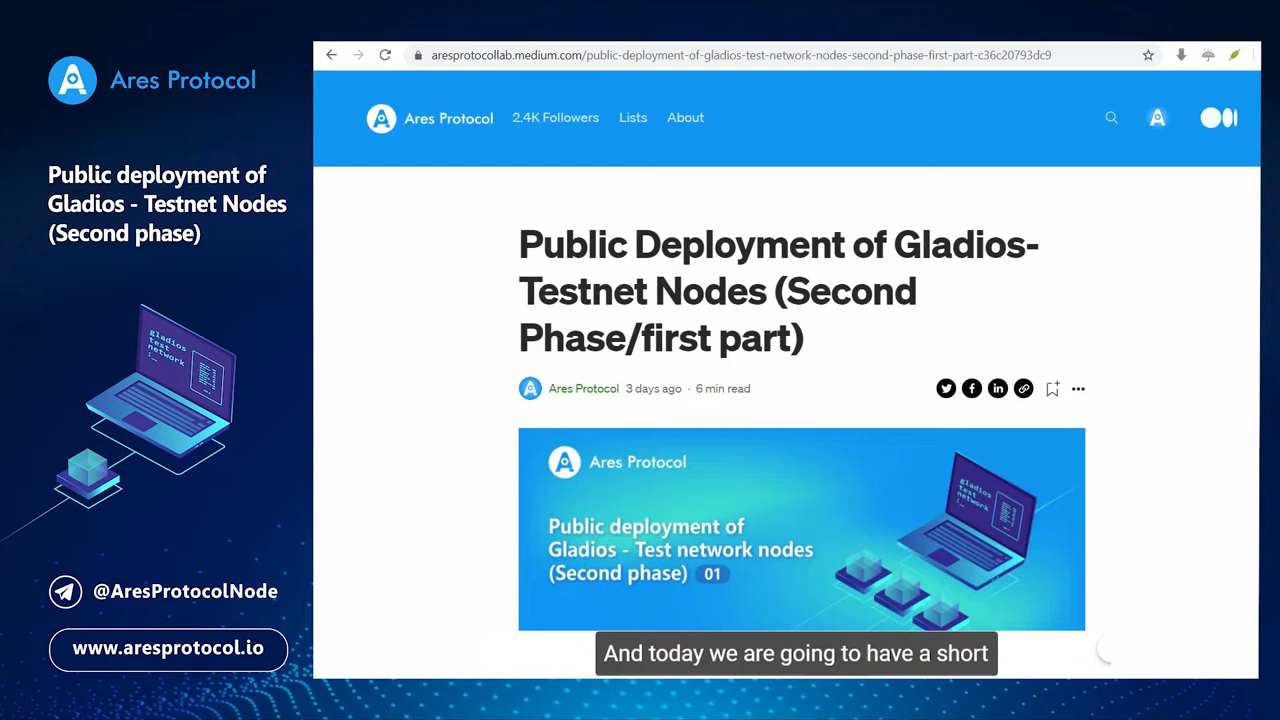 Ares Protocol
Public deployment of
Gladios - Testnet Nodes
(Second phase)
gladios
test
network
:_
@AresProtocolNode
www.aresprotocol.io
aresprotocollab.medium.com/public-deployment-of-gladios-test-network-nodes-second-phase-first-part-c36c20793dc9
Ares Protocol 2.4K Followers Lists About
Public Deployment of Gladios-
Testnet Nodes (Second
Phase/first part)
Ares Protocol 3 days ago · 6 min read
Ares Protocol
Public deployment of
Gladios - Test network nodes
(Second phase) 01
gladios
test
network
:_
And today we are going to have a short